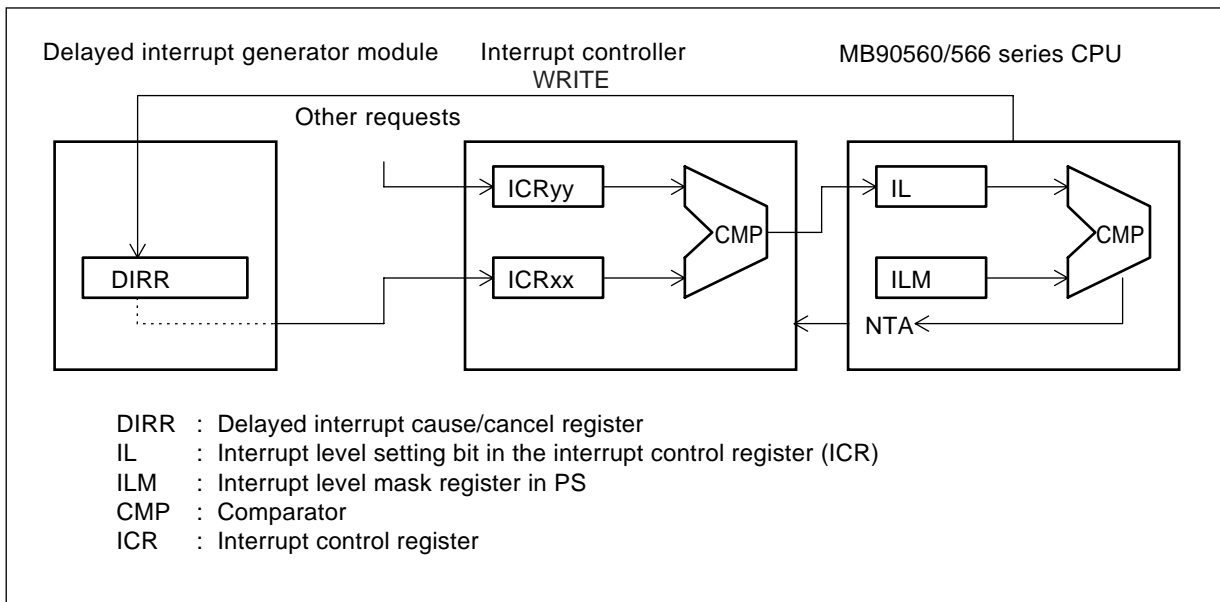 Delayed interrupt generator module
Interrupt controller
MB90560/566 series CPU
WRITE
Other requests
ICRyy
CMP
IL
CMP
DIRR
ICRxx
ILM
NTA
DIRR : Delayed interrupt cause/cancel register
IL : Interrupt level setting bit in the interrupt control register (ICR)
ILM : Interrupt level mask register in PS
CMP : Comparator
ICR : Interrupt control register